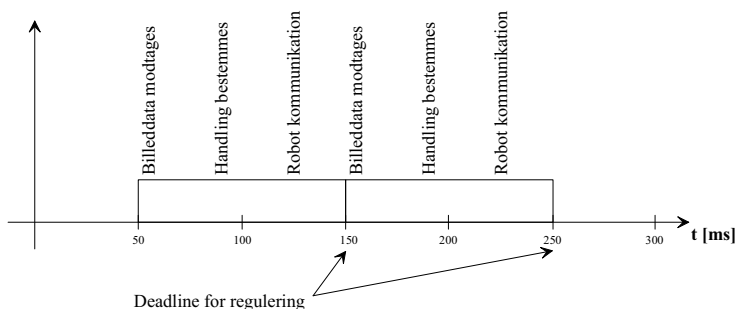 Billeddata modtages
Handling bestemmes
Robot kommunikation
Billeddata modtages
Handling bestemmes
Robot kommunikation
50
100
150
200
250
300
t [ms]
Deadline for regulering